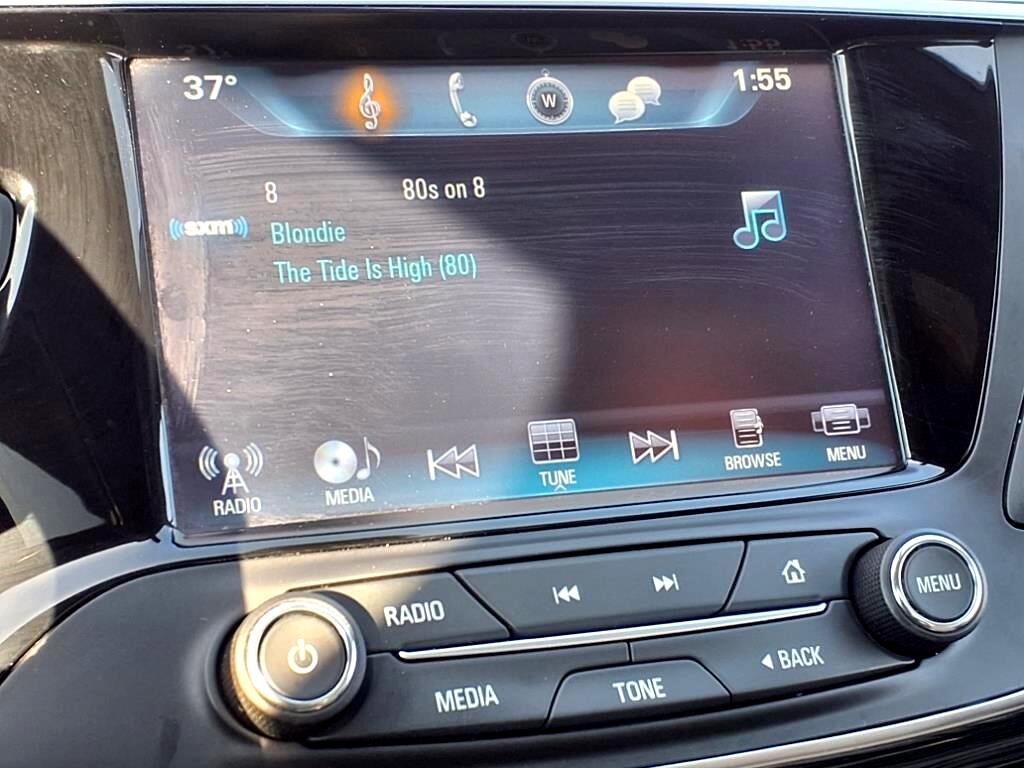 37°
W
1:55
8
80s on 8
sxm
Blondie
The Tide Is High (80)
RADIO
MEDIA
TUNE
BROWSE
MENU
RADIO
MENU
MEDIA
TONE
BACK